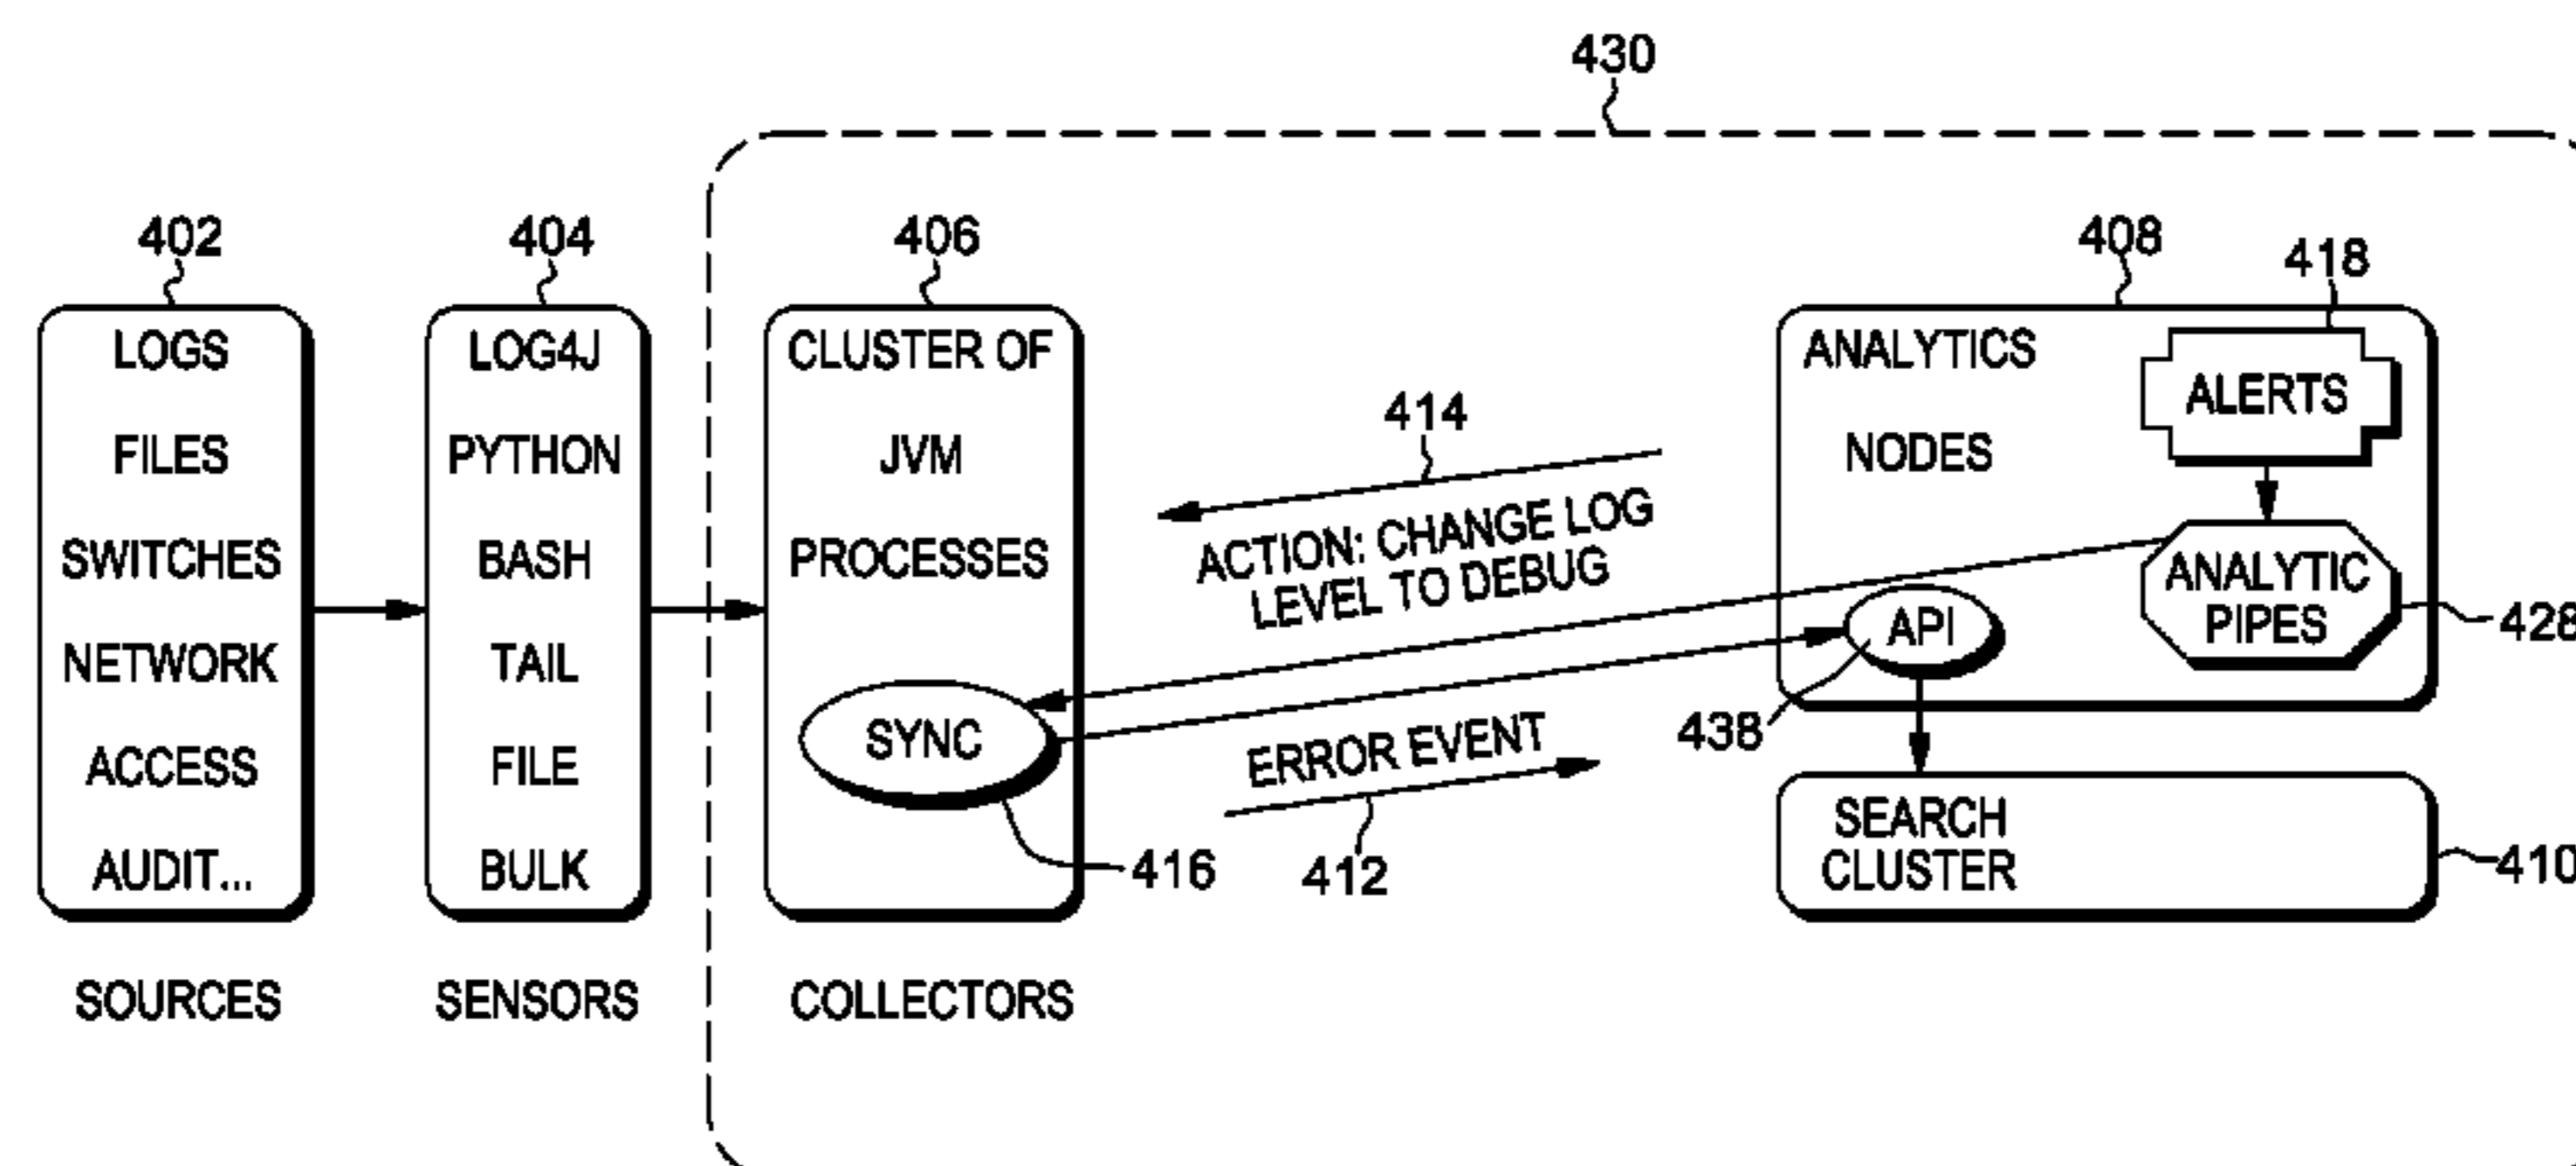 430
402
404
406
408
418
LOGS
FILES
SWITCHES
NETWORK
ACCESS
AUDIT...
SOURCES
LOG4J
PYTHON
BASH
TAIL
FILE
BULK
SENSORS
CLUSTER OF
JVM
PROCESSES
SYNC
416
COLLECTORS
414
ACTION: CHANGE LOG
LEVEL TO DEBUG
ERROR EVENT
412
ANALYTICS
NODES
ALERTS
ANALYTIC
PIPES
428
API
438
SEARCH
CLUSTER
410